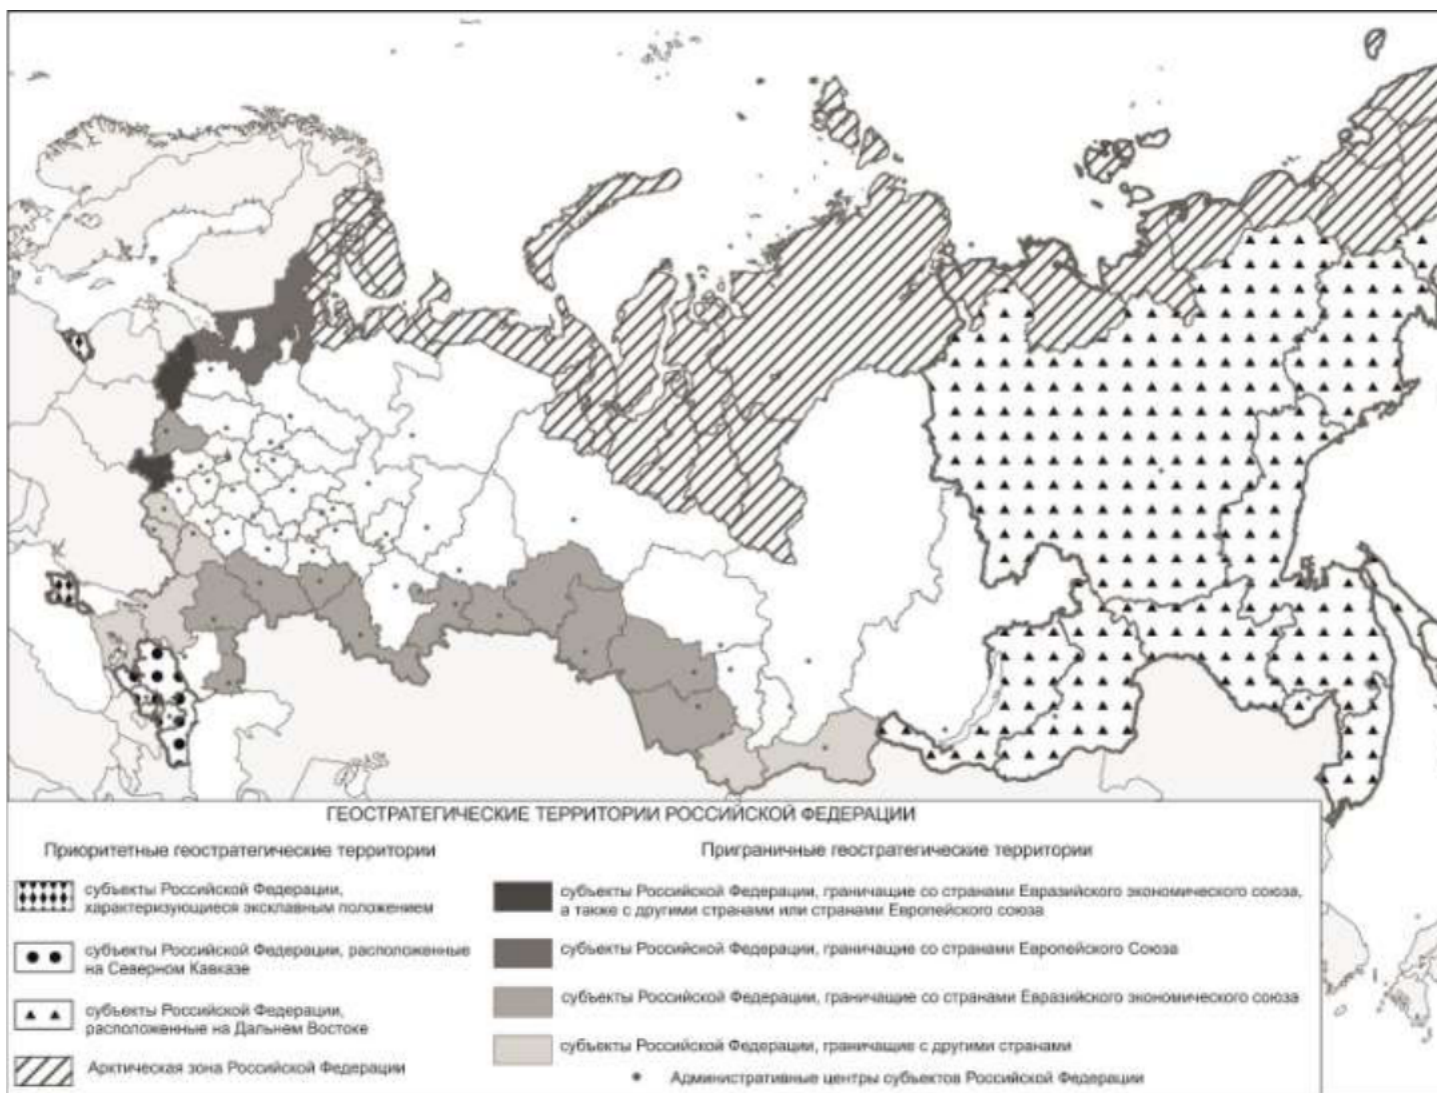 ГЕОСТРАТЕГИЧЕСКИЕ ТЕРРИТОРИИ РОССИЙСКОЙ ФЕДЕРАЦИИ
Приоритетные геостратегические территории
субъекты Российской Федерации,
характеризующиеся эксклавным положением
субъекты Российской Федерации, расположенные
на Северном Кавказе
субъекты Российской Федерации,
расположенные на Дальнем Востоке
Арктическая зона Российской Федерации
Приграничные геостратегические территории
субъекты Российской Федерации, граничащие со странами Евразийского экономического союза,
а также с другими странами или странами Европейского союза
субъекты Российской Федерации, граничащие со странами Европейского Союза
субъекты Российской Федерации, граничащие со странами Евразийского экономического союза
субъекты Российской Федерации, граничащие с другими странами
Административные центры субъектов Российской Федерации